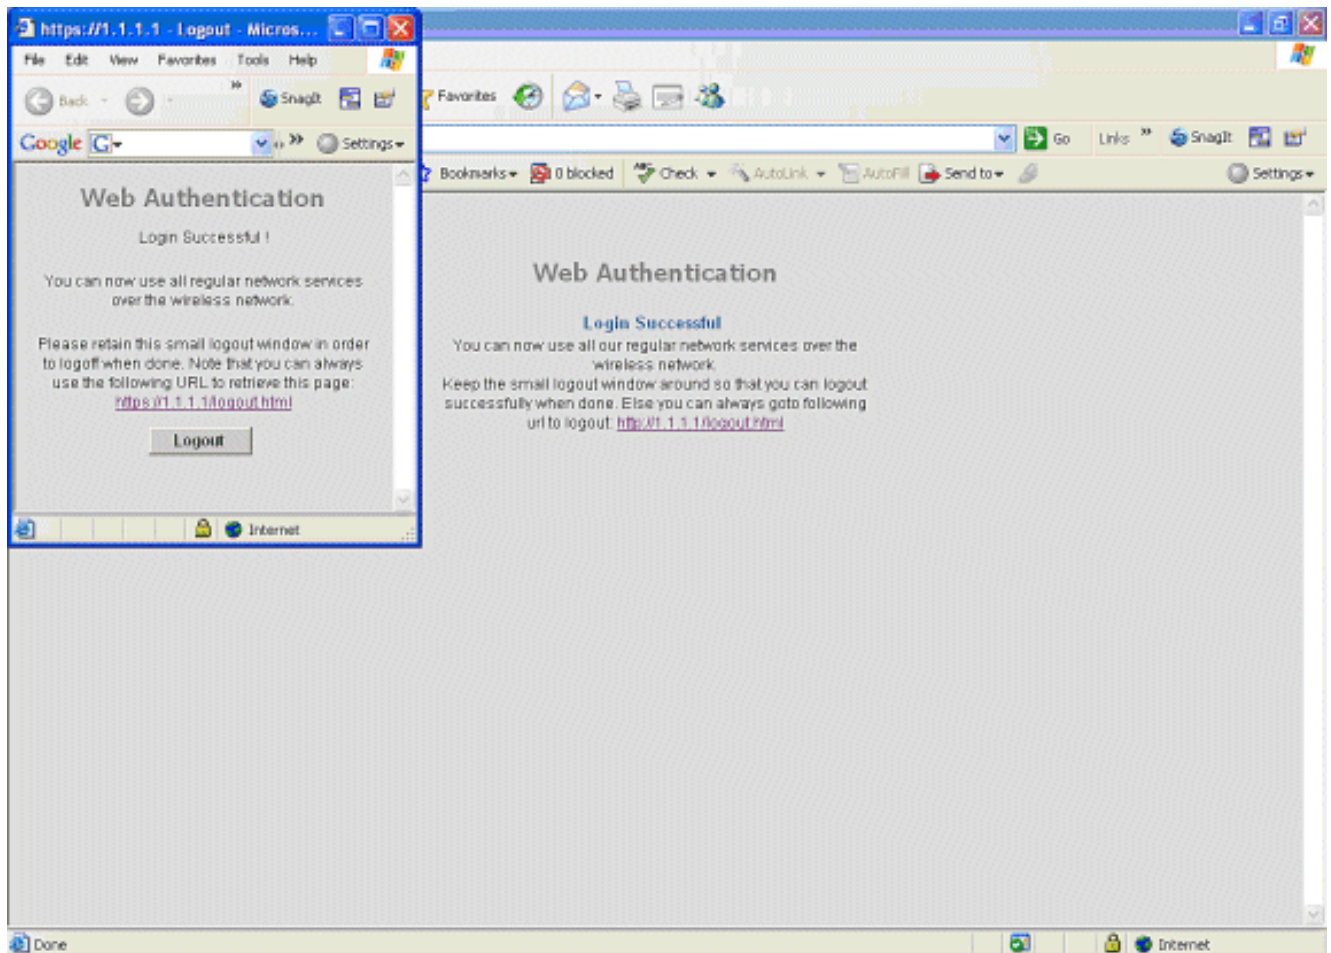 https://1.1.1.1 - Logout - Micros...
File Edit View Favorites Tools Help
Back
SnagIt
Google
Settings
Web Authentication
Login Successful !
You can now use all regular network services
over the wireless network.
Please retain this small logout window in order
to logoff when done. Note that you can always
use the following URL to retrieve this page:
https://1.1.1.1/logout.html
Logout
Internet
Favorites
Go Links SnagIt
Bookmarks 0 blocked Check AutoLink AutoFill Send to Settings
Web Authentication
Login Successful
You can now use all our regular network services over the
wireless network.
Keep the small logout window around so that you can logout
successfully when done. Else you can always goto following
url to logout: http://1.1.1.1/logout.html
Done
Internet